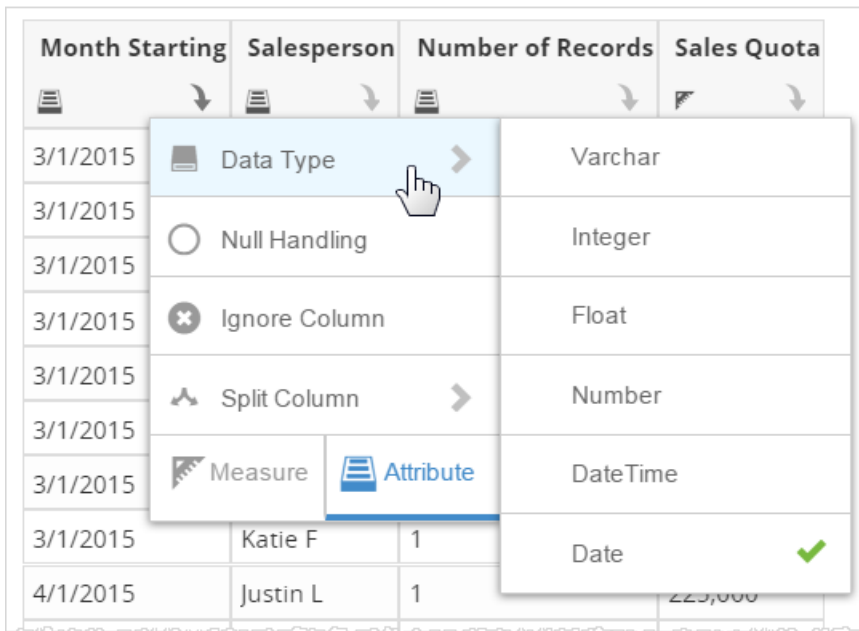 Month Starting Salesperson Number of Records Sales Quota
3/1/2015 Data Type Varchar
3/1/2015
Null Handling Integer
3/1/2015
3/1/2015 Ignore Column Float
3/1/2015
Split Column Number
3/1/2015
3/1/2015 Measure Attribute DateTime
3/1/2015 Katie F 1 Date
4/1/2015 Justin L 1 225,000